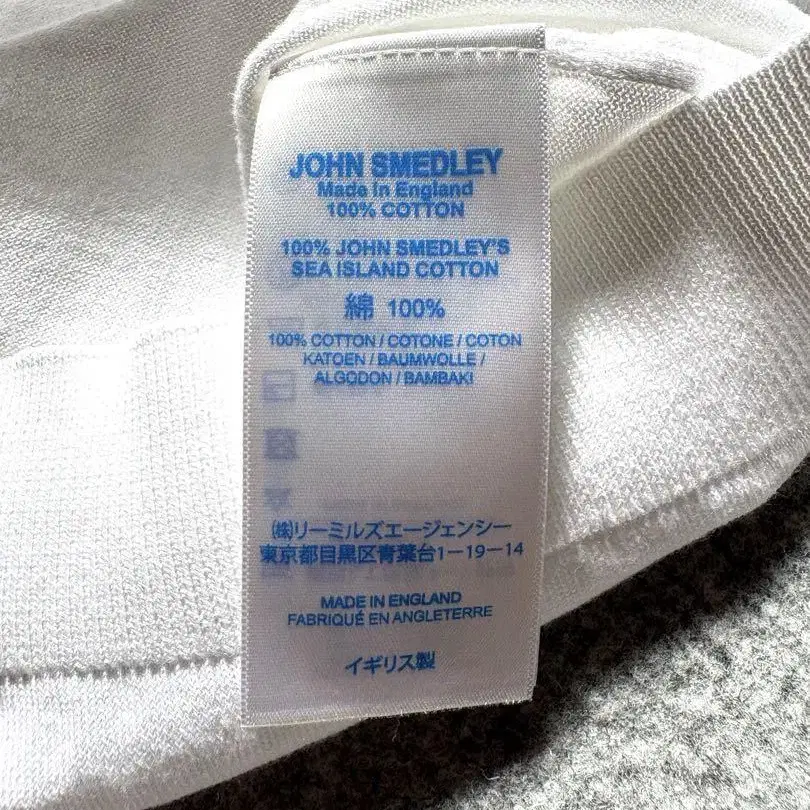 JOHN SMEDLEY
Made In England
100% COTTON
100% JOHN SMEDLEY'S
SEA ISLAND COTTON
綿 100%
100% COTTON / COTONE / COTON
KATOEN / BAUMWOLLE /
ALGODON / BAMBAKI
㈱リーミルズエージェンシー
東京都目黒区青葉台1−19−14
MADE IN ENGLAND
FABRIQUÉ EN ANGLETERRE
イギリス製